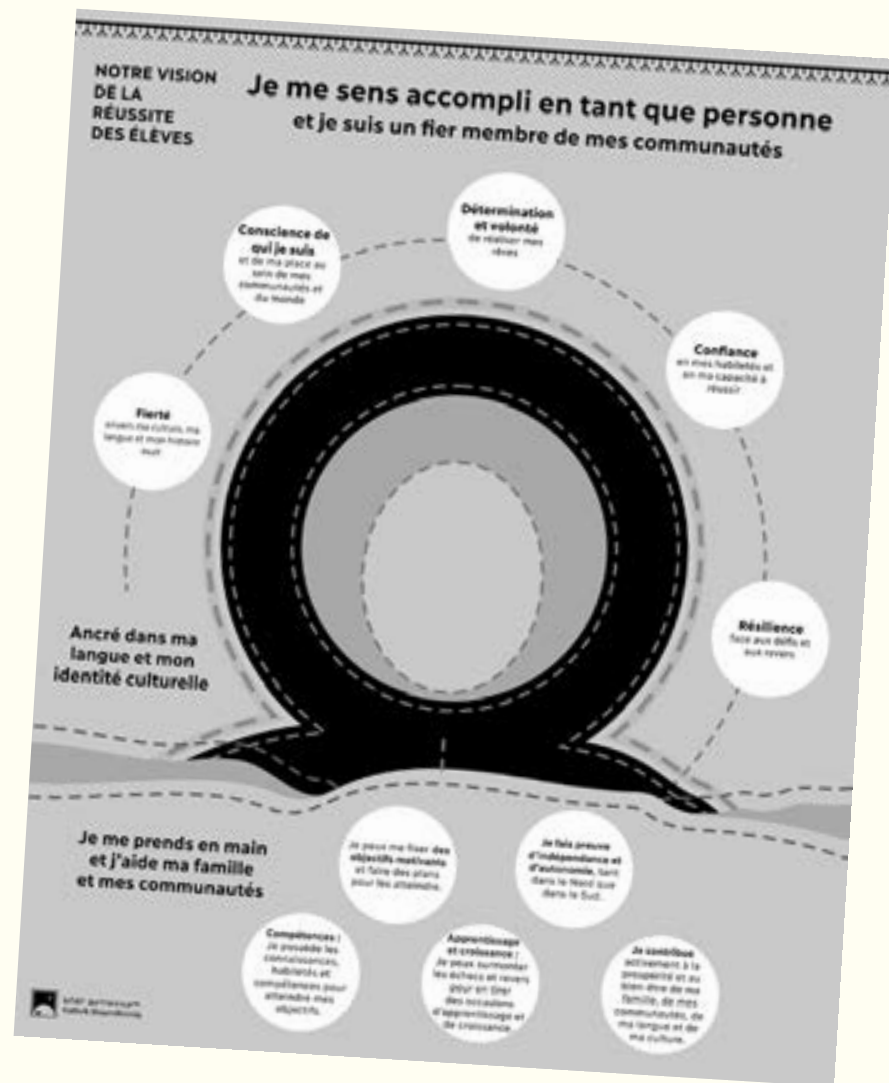 NOTRE VISION
DE LA
RÉUSSITE
DES ÉLÈVES
Je me sens accompli en tant que personne
et je suis un fier membre de mes communautés
Détermination
et volonté
de réaliser mes
rêves
Conscience de
qui je suis
et de ma place au
sein de mes
communautés et
du monde
Confiance
en mes habiletés et
en ma capacité à
réussir
Fierté
envers ma culture, ma
langue et mon histoire
Résilience
face aux défis et
aux revers
Ancré dans ma
langue et mon
identité culturelle
Je me prends en main
et j'aide ma famille
et mes communautés
Je peux me fixer des
objectifs motivants
et faire des plans
pour les atteindre.
Je fais preuve
d'indépendance et
d'autonomie, tant
dans le Nord que
dans le Sud.
Compétences :
Je possède les
connaissances,
habiletés et
compétences pour
atteindre mes
objectifs.
Apprentissage
et croissance :
Je peux surmonter
les échecs et revers
pour en tirer
des occasions
d'apprentissage et
de croissance.
Je contribue
activement à la
prospérité et au
bien-être de ma
famille, de mes
communautés, de
ma langue et de
ma culture.